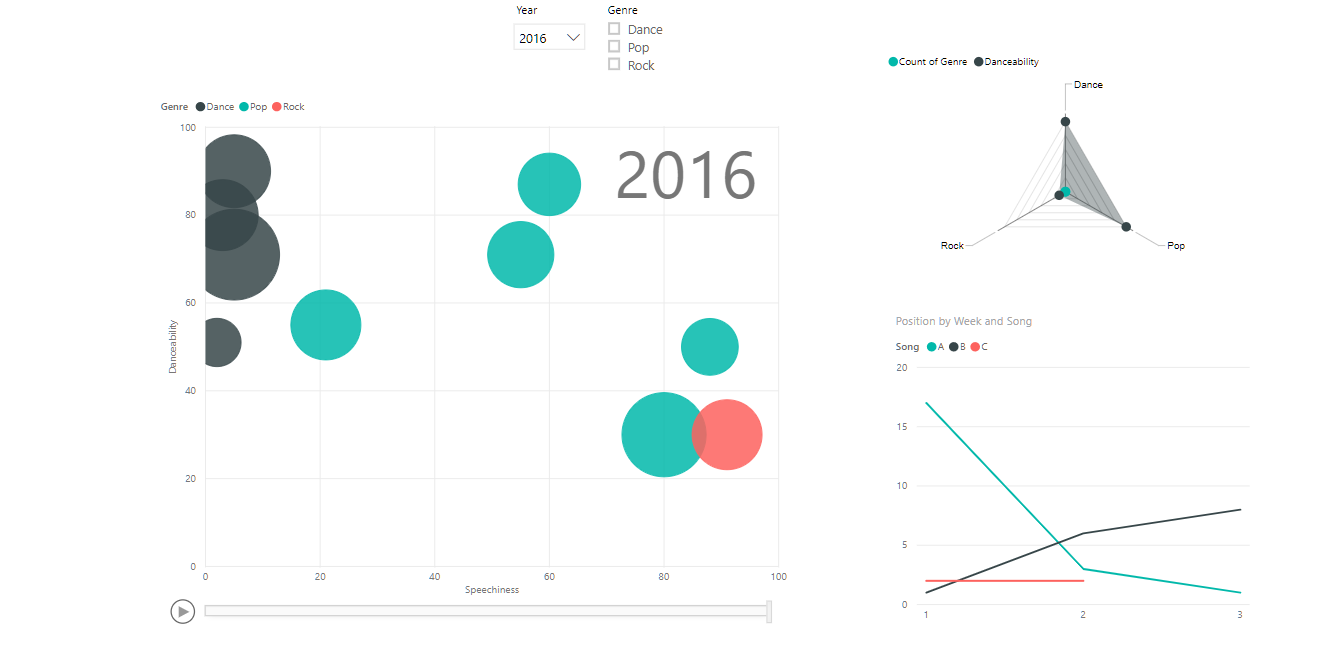 Year
2016
Genre
Dance
Pop
Rock
Genre Dance Pop Rock
2016
100
80
60
40
20
0
Danceability
0 20 40 60 80 100
Speechiness
Count of Genre Danceability
Dance
Rock
Pop
Position by Week and Song
Song A B C
20
15
10
5
0
1 2 3